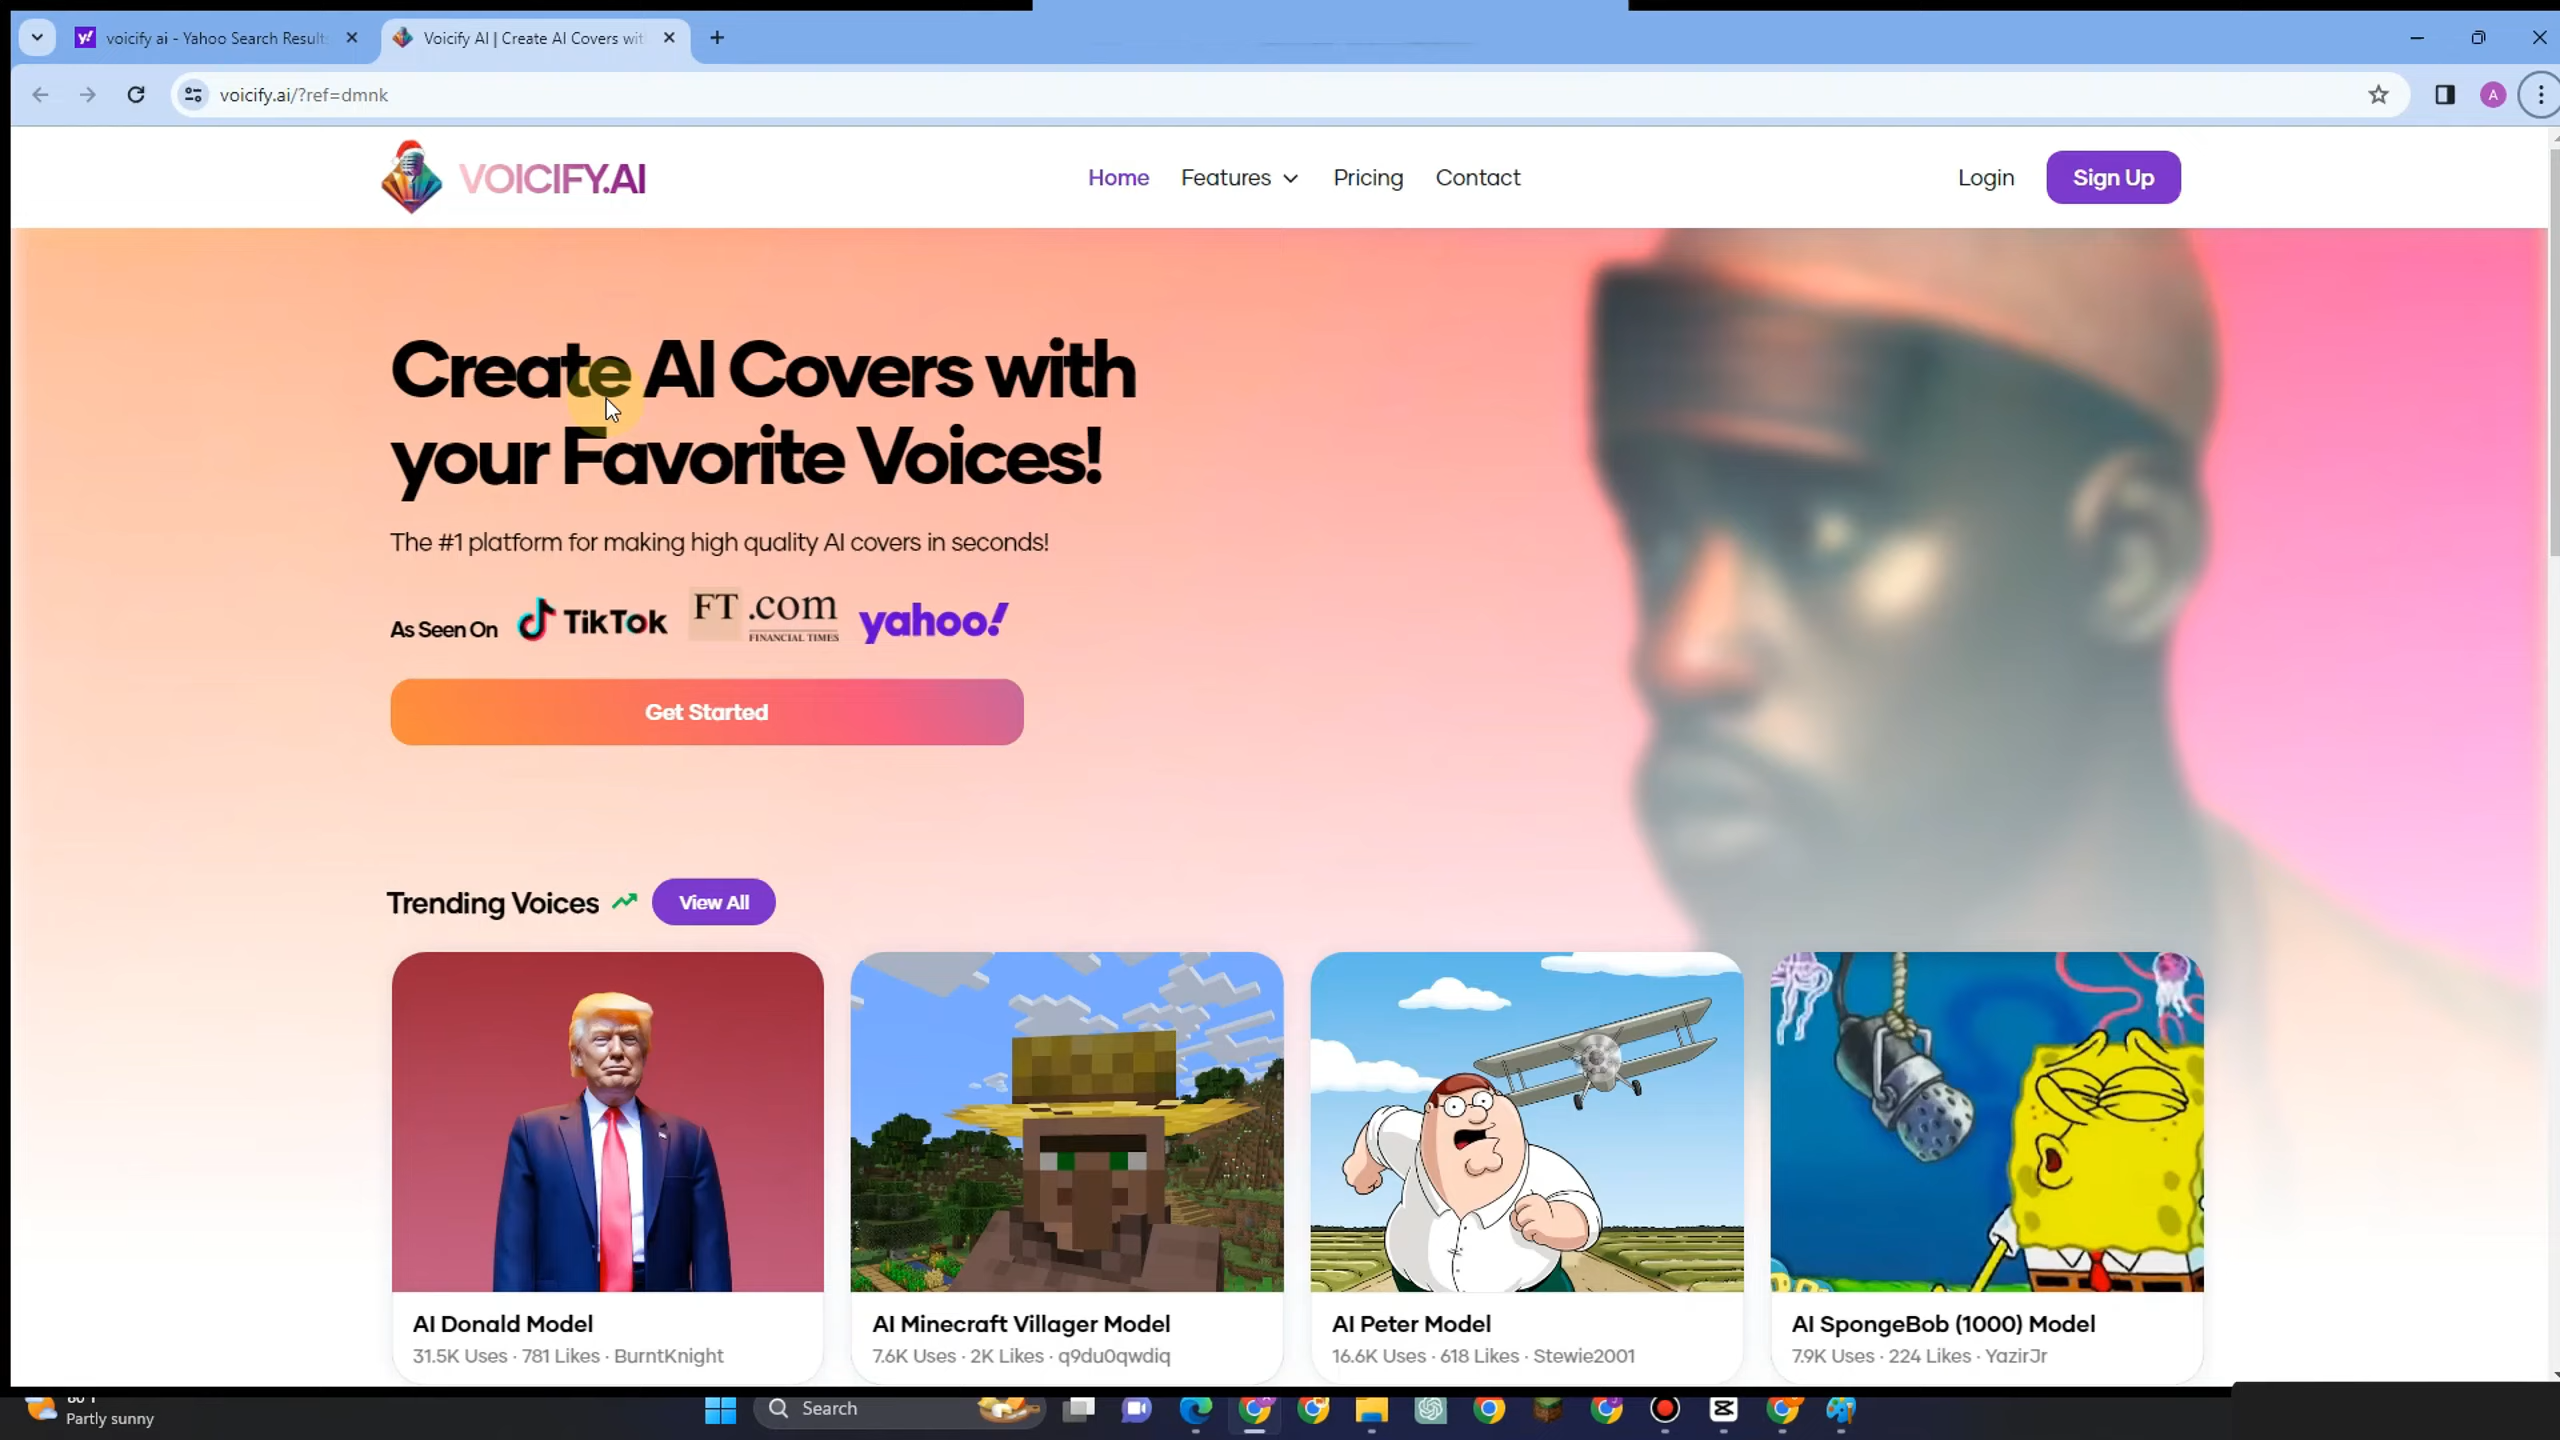 voicify ai - Yahoo Search Result
Voicify AI | Create AI Covers wit
voicify.ai/?ref=dmnk
A
VOICIFY.AI
Home
Features
Pricing
Contact
Login
Sign Up
Create AI Covers with
your Favorite Voices!
The #1 platform for making high quality AI covers in seconds!
As Seen On
TikTok
FT.com
FINANCIAL TIMES
yahoo!
Get Started
Trending Voices
View All
AI Donald Model
31.5K Uses · 781 Likes · BurntKnight
AI Minecraft Villager Model
7.6K Uses · 2K Likes · q9du0qwdiq
AI Peter Model
16.6K Uses · 618 Likes · Stewie2001
AI SpongeBob (1000) Model
7.9K Uses · 224 Likes · YazirJr
Partly sunny
Search